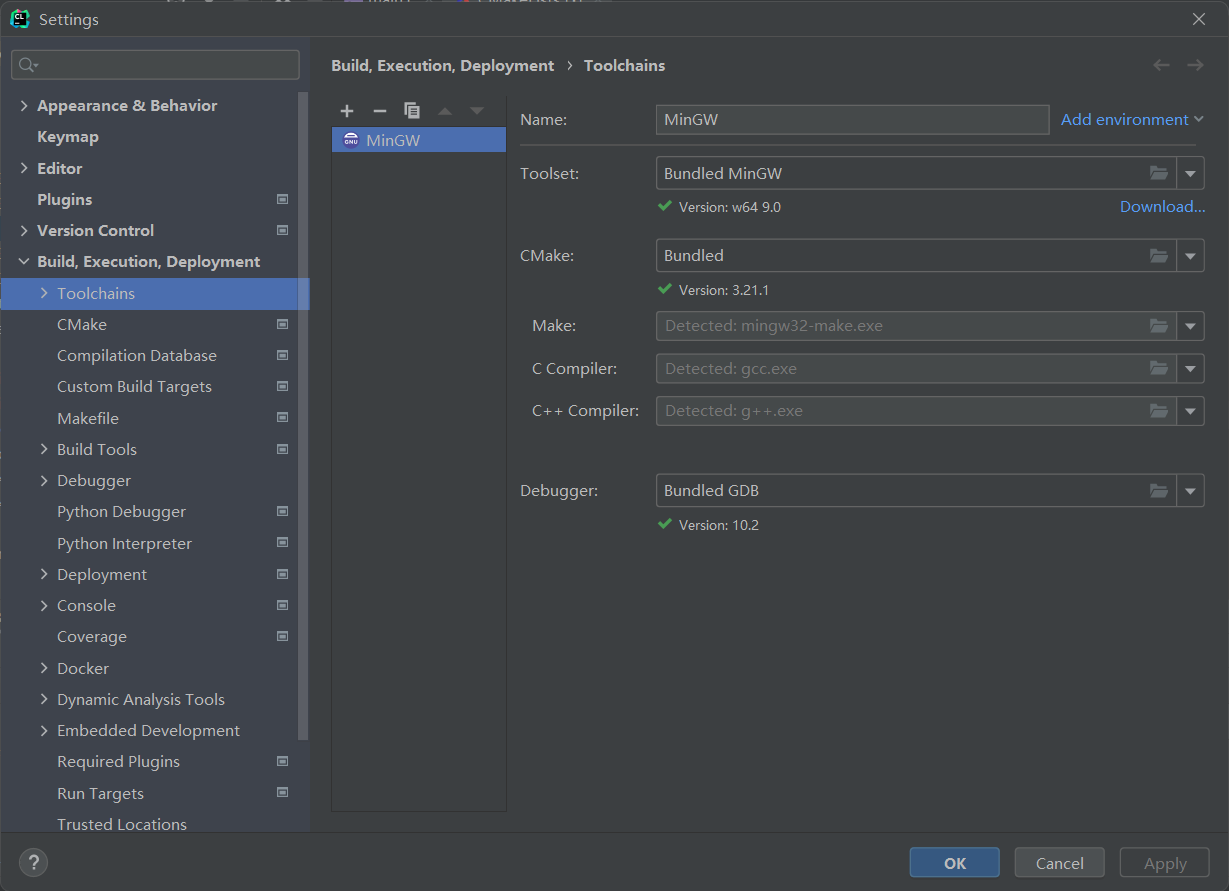 Settings
Build, Execution, Deployment › Toolchains
Appearance & Behavior
Keymap
Editor
Plugins
Version Control
Build, Execution, Deployment
Toolchains
CMake
Compilation Database
Custom Build Targets
Makefile
Build Tools
Debugger
Python Debugger
Python Interpreter
Deployment
Console
Coverage
Docker
Dynamic Analysis Tools
Embedded Development
Required Plugins
Run Targets
Trusted Locations
MinGW
Name: MinGW Add environment
Toolset: Bundled MinGW
Version: w64 9.0 Download...
CMake: Bundled
Version: 3.21.1
Make: Detected: mingw32-make.exe
C Compiler: Detected: gcc.exe
C++ Compiler: Detected: g++.exe
Debugger: Bundled GDB
Version: 10.2
? OK Cancel Apply